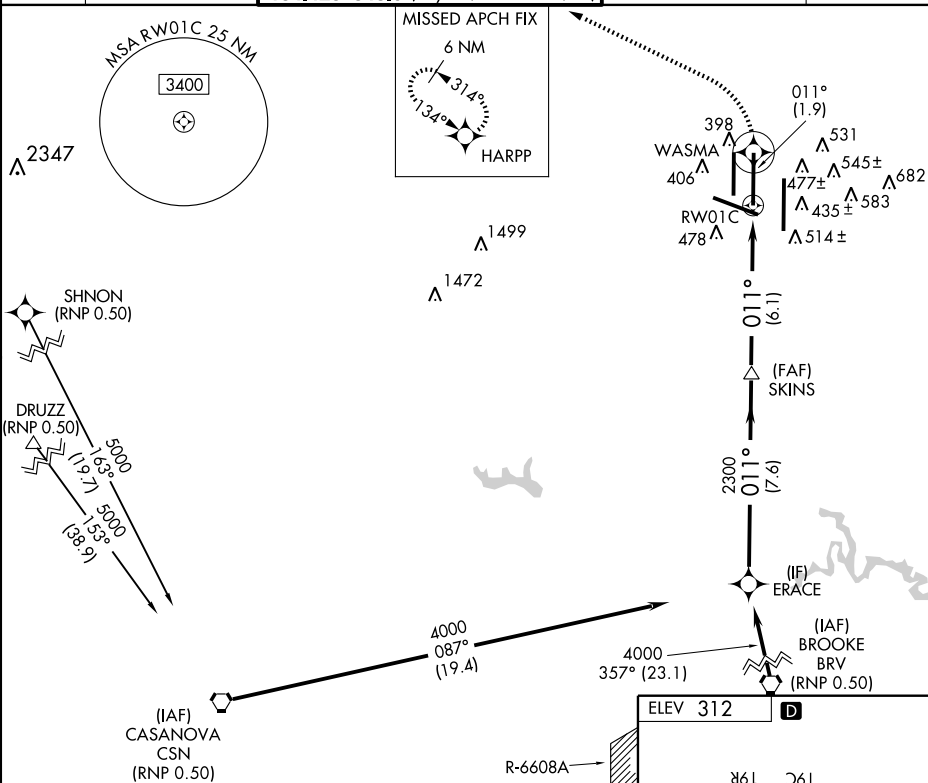 MISSED APCH FIX
6 NM
314°
134°
HARPP
MSA RW01C 25 NM
3400
2347
011°
(1.9)
398
WASMA
406
531
545±
477±
682
583
435±
RW01C
478
514±
1499
1472
SHNON
(RNP 0.50)
011°
(6.1)
(FAF)
SKINS
DRUZZ
(RNP 0.50)
5000
163°
(19.7)
5000
153°
(38.9)
2300
011°
(7.6)
(IF)
ERACE
4000
087°
(19.4)
4000
357° (23.1)
(IAF)
BROOKE
BRV
(RNP 0.50)
(IAF)
CASANOVA
CSN
(RNP 0.50)
ELEV 312
D
R-6608A
19R
19C